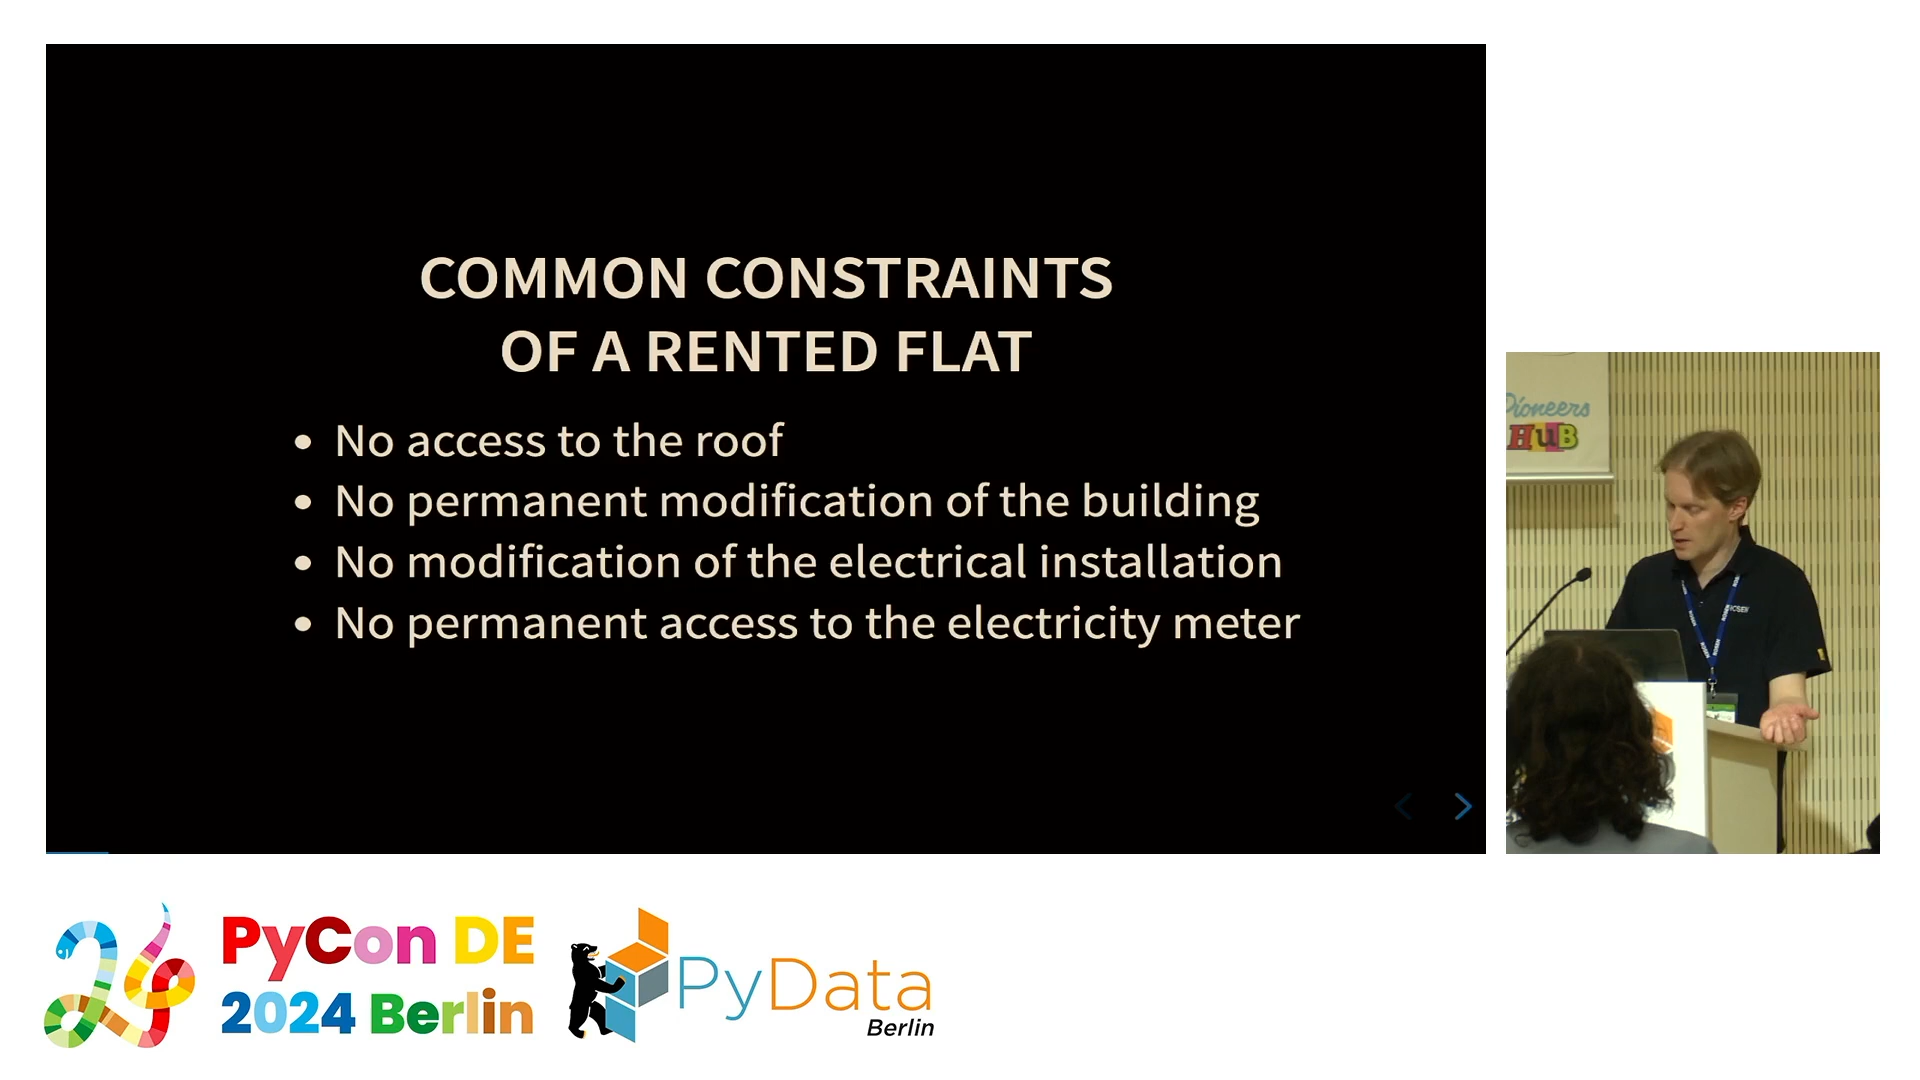 COMMON CONSTRAINTS
OF A RENTED FLAT
• No access to the roof
• No permanent modification of the building
• No modification of the electrical installation
• No permanent access to the electricity meter
Pioneers
HuB
ROSEN
PyCon DE
2024 Berlin
PyData
Berlin